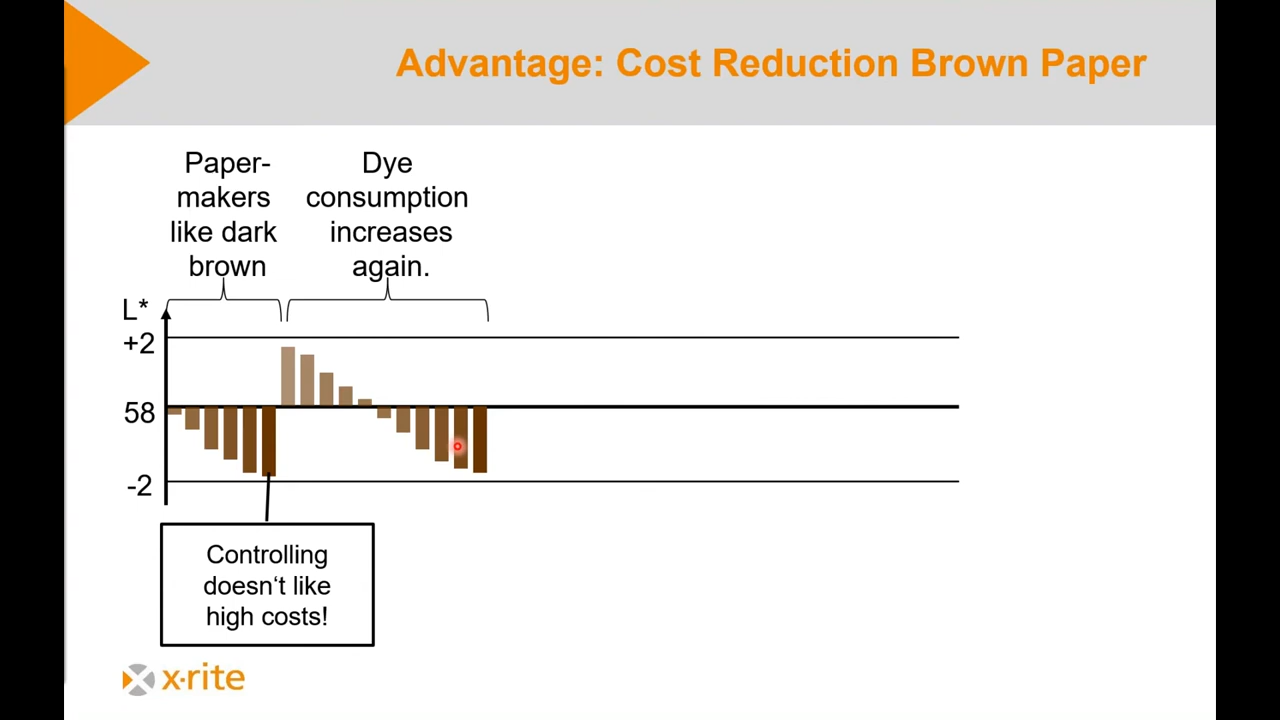 Advantage: Cost Reduction Brown Paper
Paper-
makers
like dark
brown
Dye
consumption
increases
again.
L*
+2
58
-2
Controlling
doesn‘t like
high costs!
x·rite